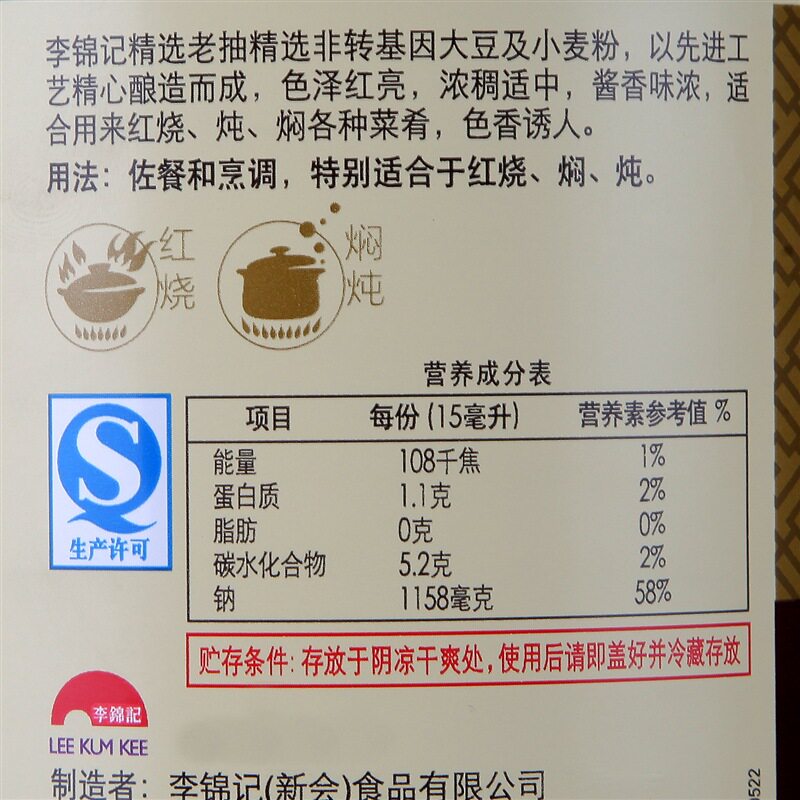 李锦记精选老抽精选非转基因大豆及小麦粉，以先进工
艺精心酿造而成，色泽红亮，浓稠适中，酱香味浓，适
合用来红烧、炖、焖各种菜肴，色香诱人。
用法：佐餐和烹调，特别适合于红烧、焖、炖。
红烧
焖炖
营养成分表
项目 每份(15毫升) 营养素参考值 %
能量 108千焦 1%
蛋白质 1.1克 2%
脂肪 0克 0%
碳水化合物 5.2克 2%
钠 1158毫克 58%
S
生产许可
贮存条件：存放于阴凉干爽处，使用后请即盖好并冷藏存放
李錦記
LEE KUM KEE
制造者：李锦记(新会)食品有限公司
522